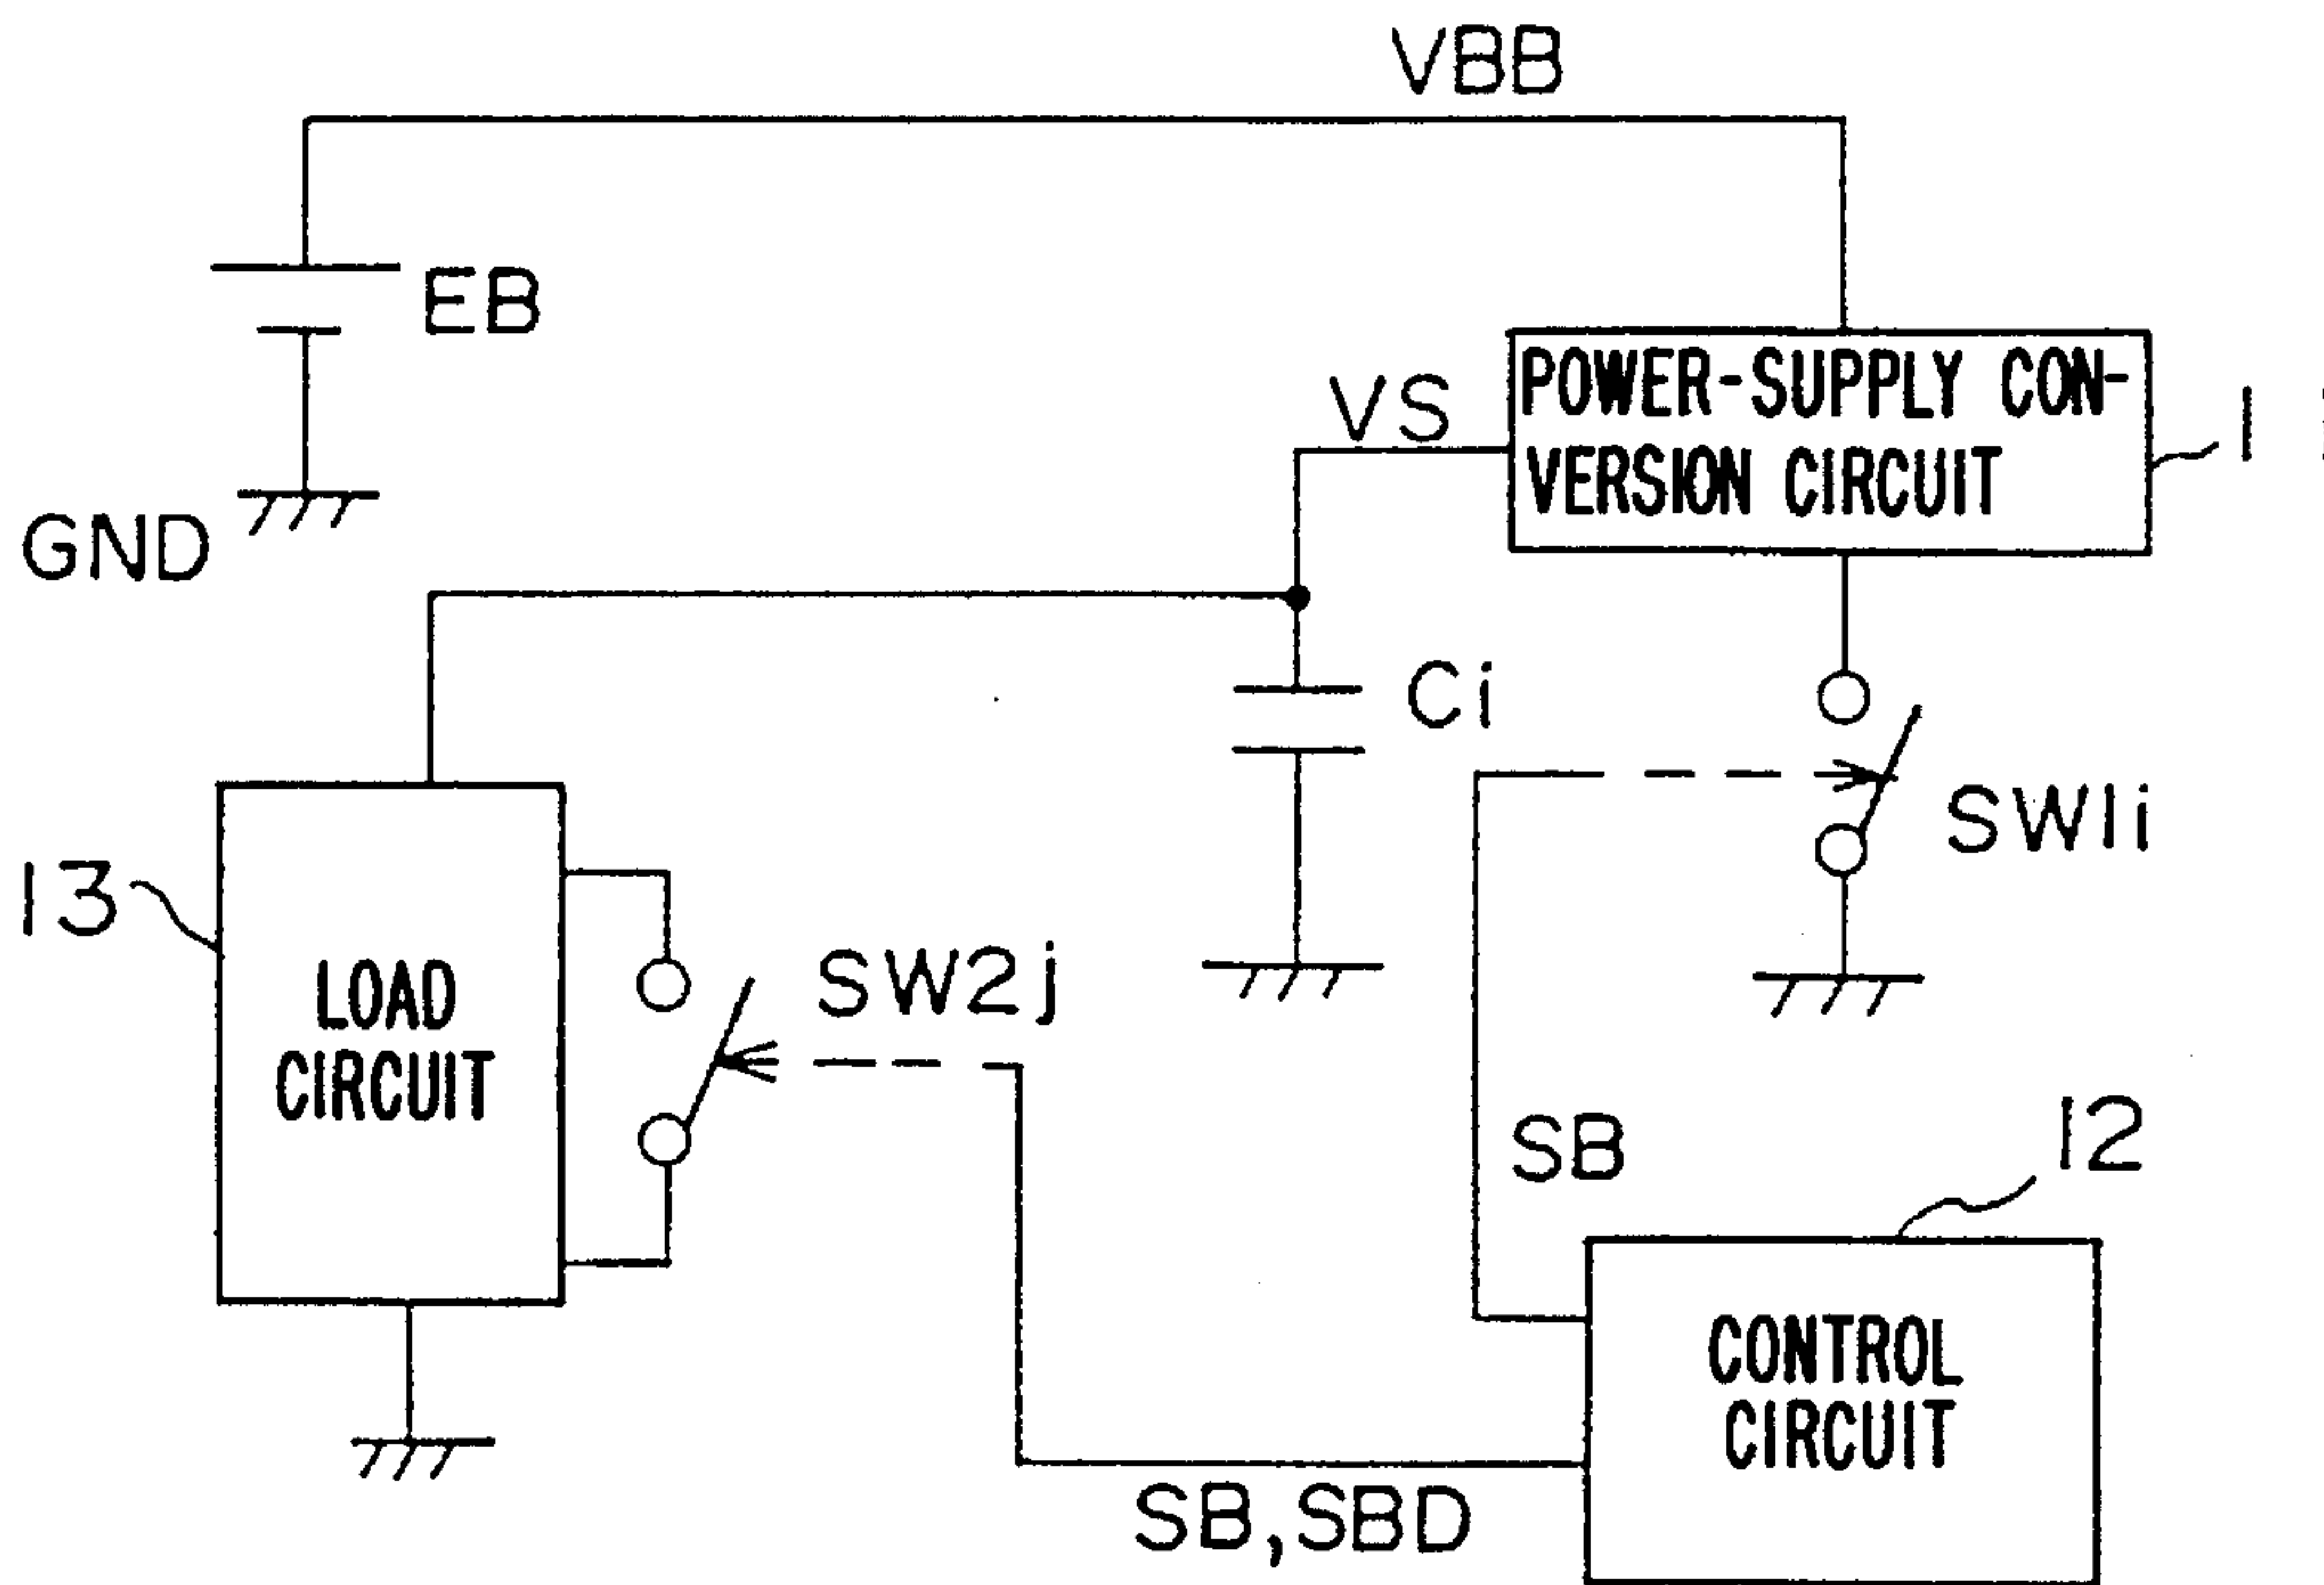 VBB
EB
POWER-SUPPLY CON-
VERSION CIRCUIT
VS
GND
Ci
SW1i
13
LOAD
CIRCUIT
SW2j
SB
12
CONTROL
CIRCUIT
SB,SBD